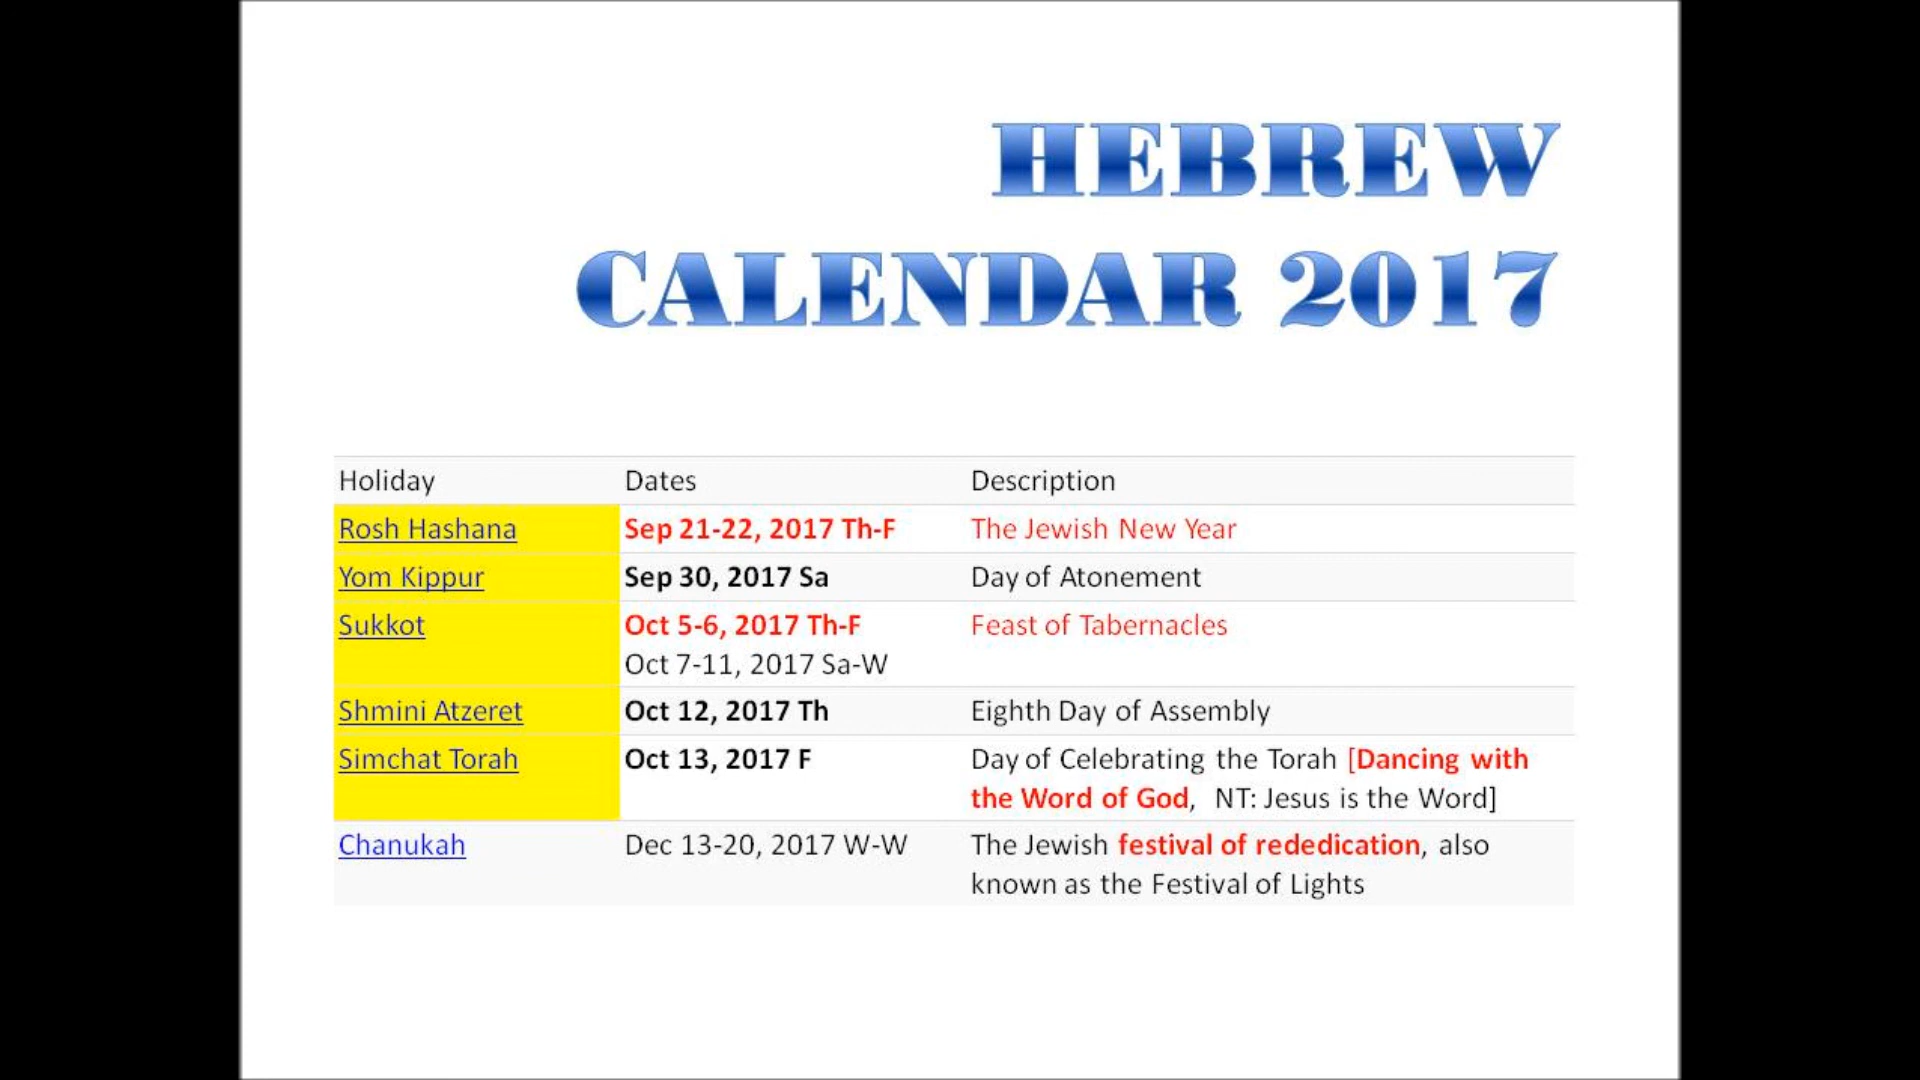 HEBREW
CALENDAR 2017
Holiday Dates Description
Rosh Hashana Sep 21-22, 2017 Th-F The Jewish New Year
Yom Kippur Sep 30, 2017 Sa Day of Atonement
Sukkot Oct 5-6, 2017 Th-F Feast of Tabernacles
Oct 7-11, 2017 Sa-W
Shmini Atzeret Oct 12, 2017 Th Eighth Day of Assembly
Simchat Torah Oct 13, 2017 F Day of Celebrating the Torah [Dancing with
the Word of God, NT: Jesus is the Word]
Chanukah Dec 13-20, 2017 W-W The Jewish festival of rededication, also
known as the Festival of Lights